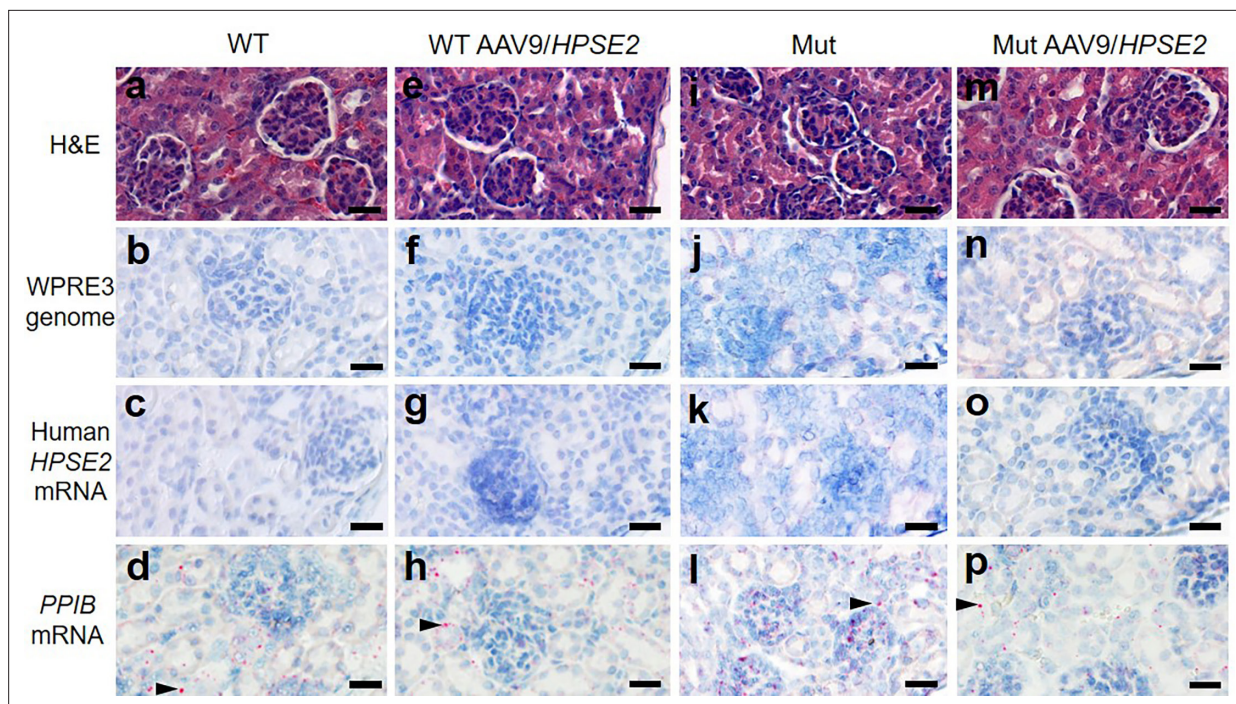 WT WT AAV9/HPSE2 Mut Mut AAV9/HPSE2
H&E a e i m
WPRE3
genome b f j n
Human
HPSE2
mRNA c g k o
PPIB
mRNA d h l p